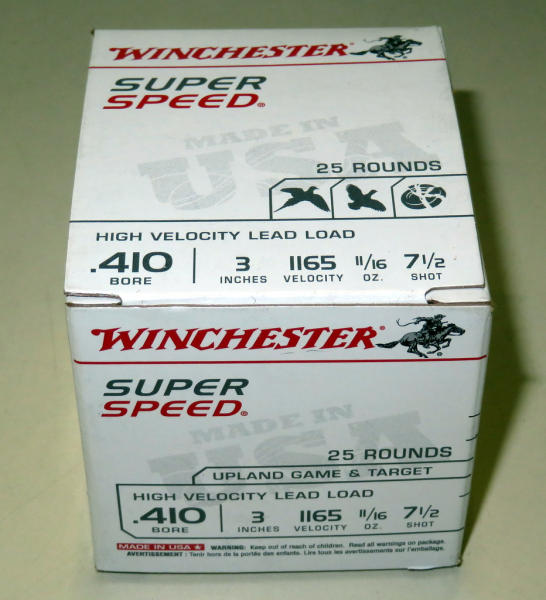 WINCHESTER
SUPER
SPEED®
MADE IN
USA
25 ROUNDS
HIGH VELOCITY LEAD LOAD
.410 3 1165 11/16 7 1/2
BORE INCHES VELOCITY OZ. SHOT
WINCHESTER
SUPER
SPEED®
MADE IN
USA
25 ROUNDS
UPLAND GAME & TARGET
HIGH VELOCITY LEAD LOAD
.410 3 1165 11/16 7 1/2
BORE INCHES VELOCITY OZ. SHOT
MADE IN USA ★ WARNING: Keep out of reach of children. Read all warnings on package.
AVERTISSEMENT: Tenir hors de la portée des enfants. Lire tous les avertissements sur l'emballage.